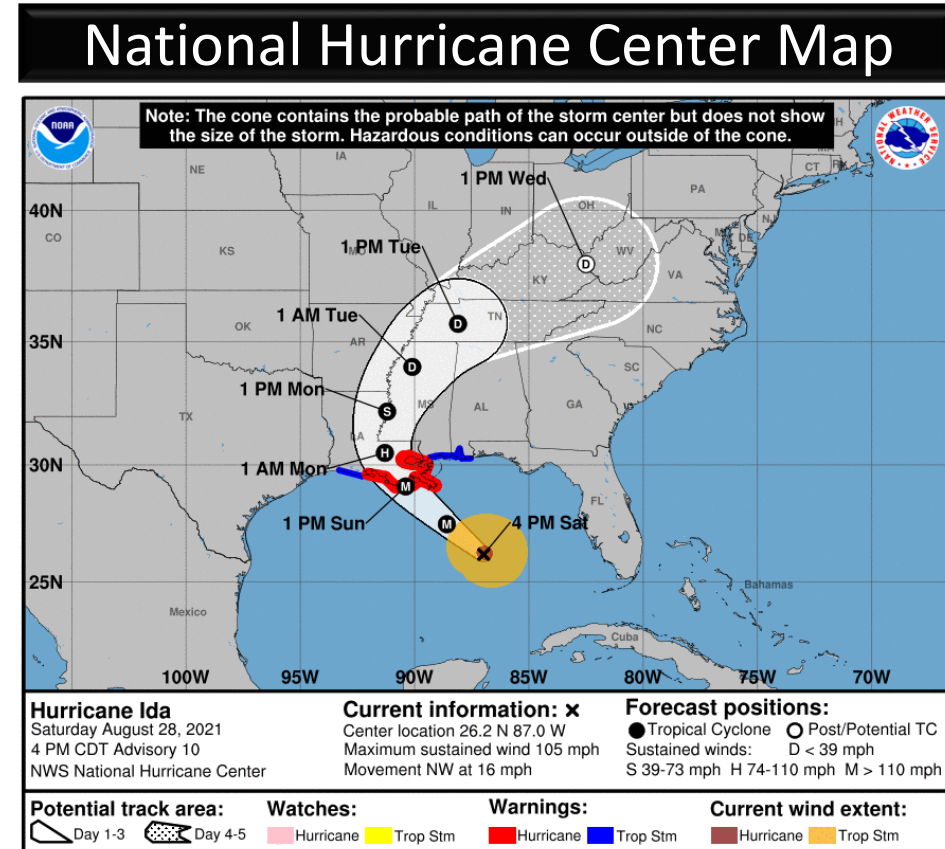 National Hurricane Center Map
Note: The cone contains the probable path of the storm center but does not show
the size of the storm. Hazardous conditions can occur outside of the cone.
NOAA
NATIONAL WEATHER SERVICE
IA
NE
PA
CT
1 PM Wed
IL
IN
OH
NJ
40N
CO
KS
1 PM Tue
DE
WV
KY
VA
1 AM Tue
TN
OK
AR
NC
35N
1 PM Mon
SC
TX
MS
AL
GA
LA
1 AM Mon
30N
FL
1 PM Sun
4 PM Sat
D
D
D
S
H
M
M
25N
Bahamas
Mexico
Cuba
100W
95W
90W
85W
80W
75W
70W
Hurricane Ida
Saturday August 28, 2021
4 PM CDT Advisory 10
NWS National Hurricane Center
Current information: x
Center location 26.2 N 87.0 W
Maximum sustained wind 105 mph
Movement NW at 16 mph
Forecast positions:
Tropical Cyclone Post/Potential TC
Sustained winds: D < 39 mph
S 39-73 mph H 74-110 mph M > 110 mph
Potential track area:
Day 1-3 Day 4-5
Watches:
Hurricane Trop Stm
Warnings:
Hurricane Trop Stm
Current wind extent:
Hurricane Trop Stm